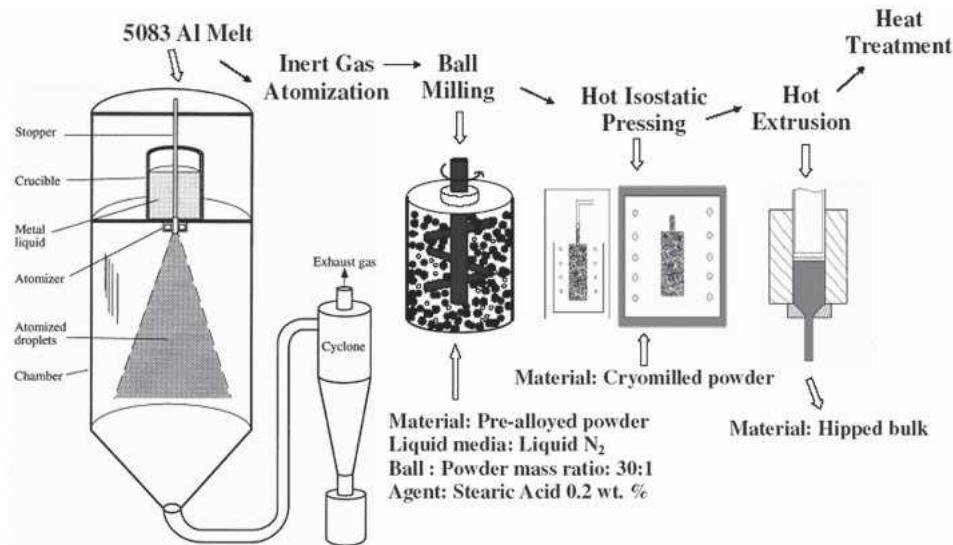 5083 Al Melt
Inert Gas
Atomization
Ball
Milling
Hot Isostatic
Pressing
Hot
Extrusion
Heat
Treatment
Stopper
Crucible
Metal
liquid
Atomizer
Atomized
droplets
Chamber
Exhaust gas
Cyclone
Material: Pre-alloyed powder
Liquid media: Liquid N₂
Ball : Powder mass ratio: 30:1
Agent: Stearic Acid 0.2 wt. %
Material: Cryomilled powder
Material: Hipped bulk